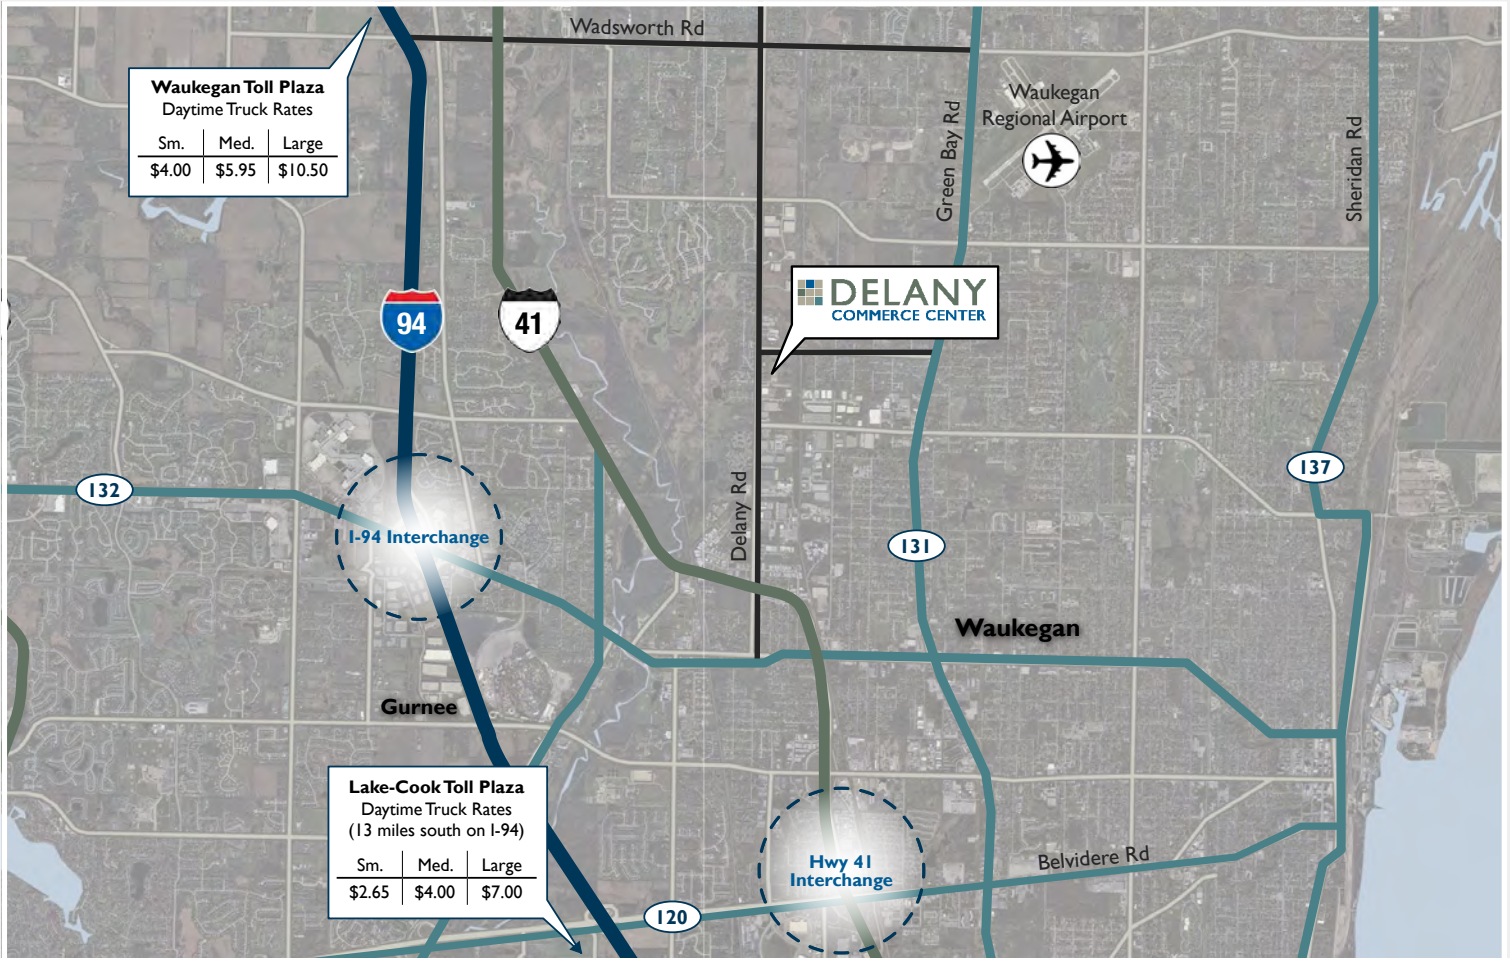 Wadsworth Rd
Waukegan Toll Plaza
Daytime Truck Rates
Sm. Med. Large
$4.00 $5.95 $10.50
Waukegan
Regional Airport
Green Bay Rd
Sheridan Rd
DELANY
COMMERCE CENTER
94
41
137
132
Delany Rd
I-94 Interchange
131
Waukegan
Gurnee
Lake-Cook Toll Plaza
Daytime Truck Rates
(13 miles south on I-94)
Sm. Med. Large
$2.65 $4.00 $7.00
Hwy 41
Interchange
Belvidere Rd
120